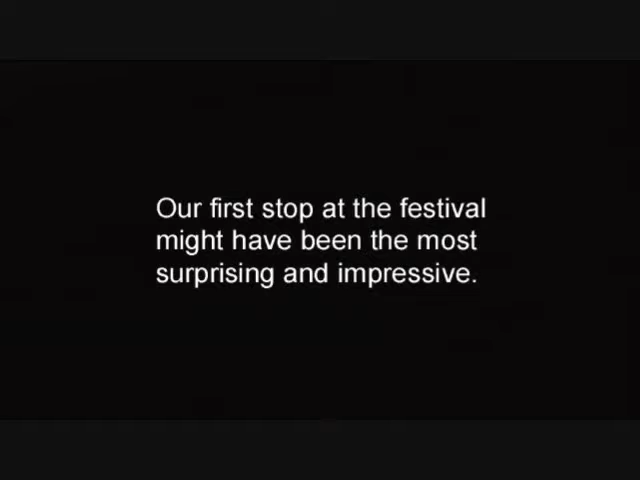 Our first stop at the festival
might have been the most
surprising and impressive.